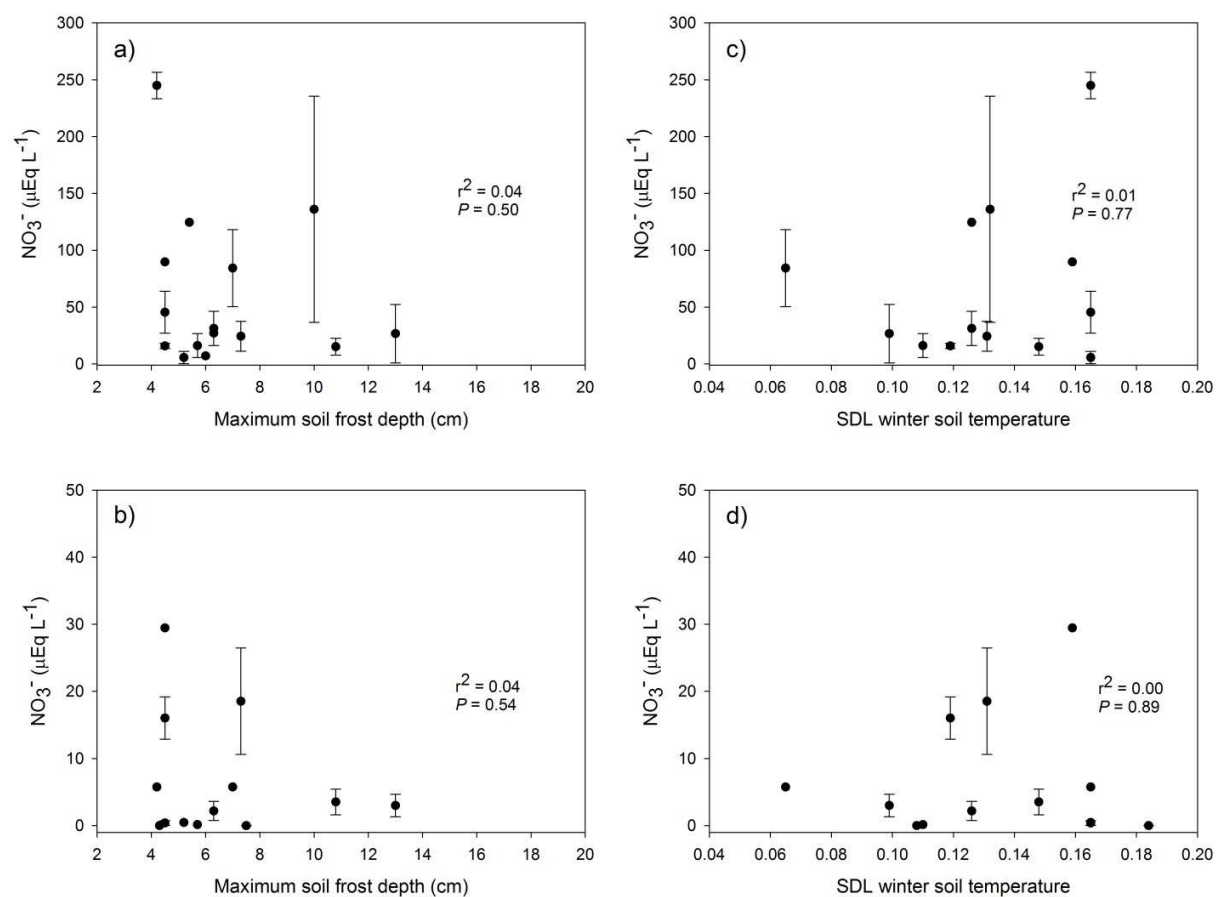 a)
300
250
200
150
100
50
0
NO₃⁻ (μEq L⁻¹)
r² = 0.04
P = 0.50
2 4 6 8 10 12 14 16 18 20
Maximum soil frost depth (cm)
c)
300
250
200
150
100
50
0
NO₃⁻ (μEq L⁻¹)
r² = 0.01
P = 0.77
0.04 0.06 0.08 0.10 0.12 0.14 0.16 0.18 0.20
SDL winter soil temperature
b)
50
40
30
20
10
0
NO₃⁻ (μEq L⁻¹)
r² = 0.04
P = 0.54
2 4 6 8 10 12 14 16 18 20
Maximum soil frost depth (cm)
d)
50
40
30
20
10
0
NO₃⁻ (μEq L⁻¹)
r² = 0.00
P = 0.89
0.04 0.06 0.08 0.10 0.12 0.14 0.16 0.18 0.20
SDL winter soil temperature